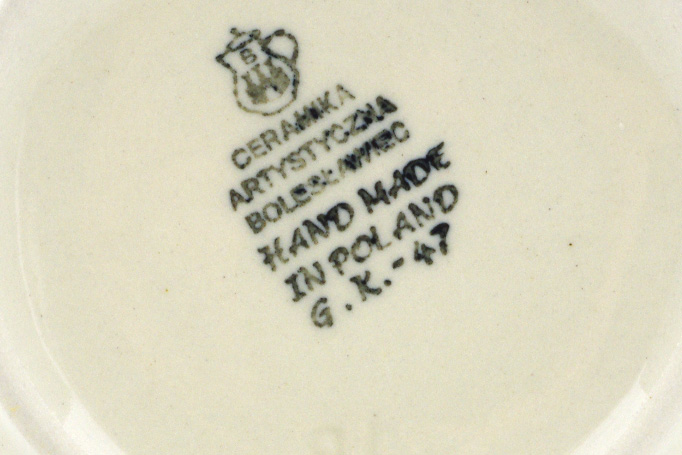 B
CERAMIKA
ARTYSTYCZNA
BOLESŁAWIEC
HAND MADE
IN POLAND
G.K.-47